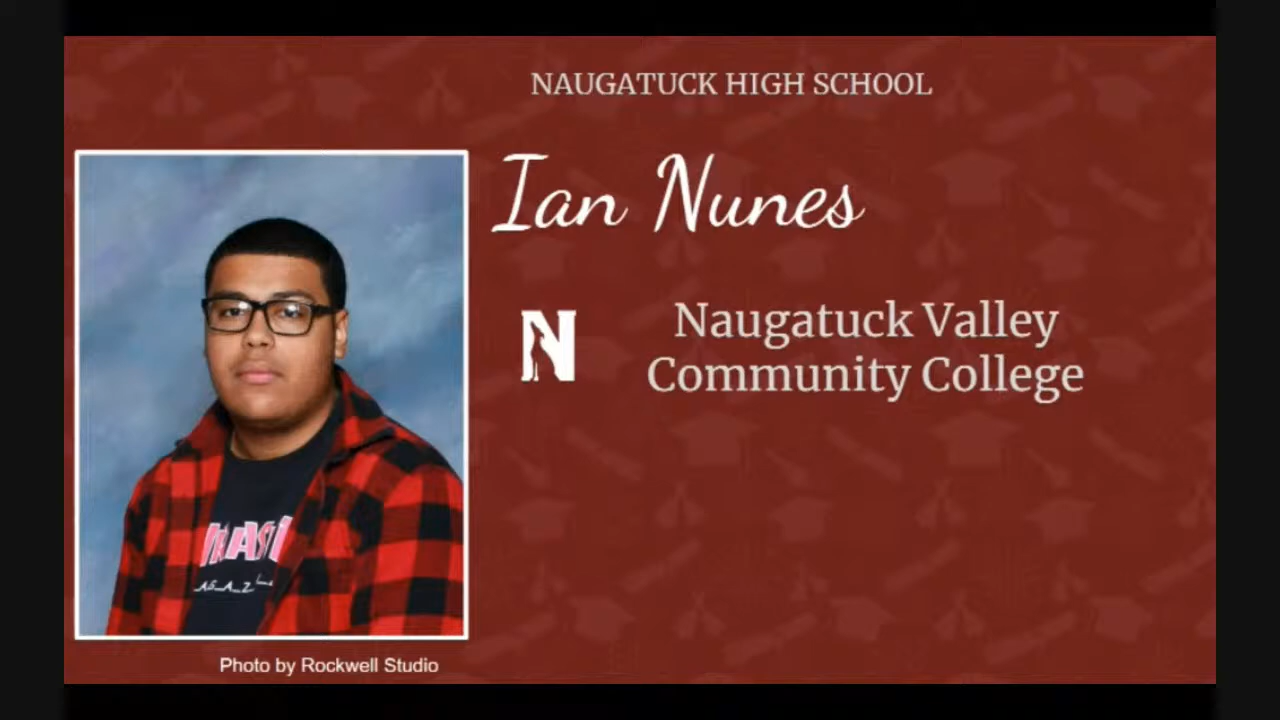 NAUGATUCK HIGH SCHOOL
Ian Nunes
N
Naugatuck Valley
Community College
Photo by Rockwell Studio